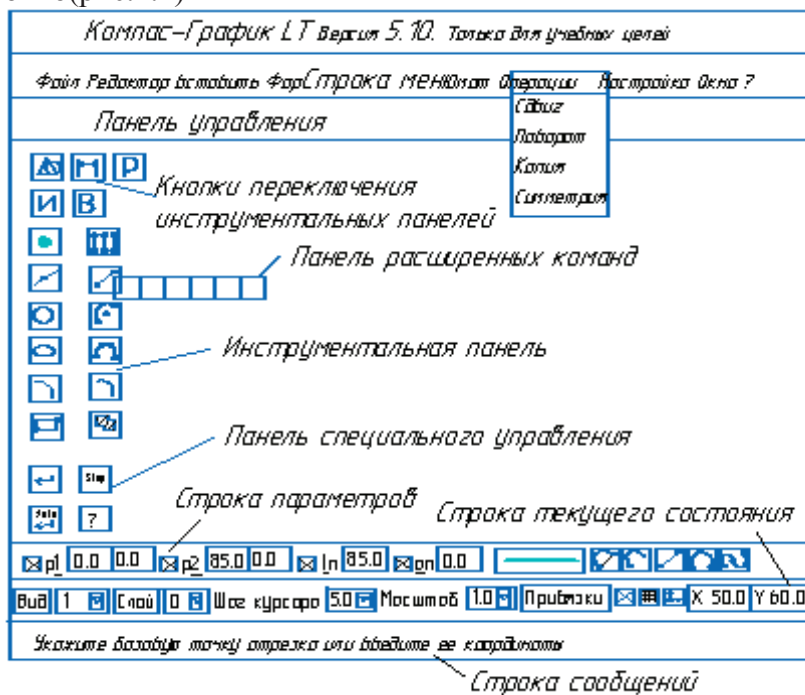 Компас-График LT Версия 5.10. Только для учебных целей
Файл Редактор Вставить Фор Строка меню лат Операции Настройка Окна ?
Сдвиг
Панель управления
Поворот
Копия
Симметрия
P
Кнопки переключения
инструментальных панелей
И В
Панель расширенных команд
Инструментальная панель
Панель специального управления
Stop
Auto ?
Строка параметров
Строка текущего состояния
p1 0.0 0.0 p2 85.0 0.0 ln 85.0 an 0.0
Вид 1 Слой 0 Шаг курсора 5.0 Масштаб 1.0 Привязки X 50.0 Y 60.0
Укажите базовую точку отрезка или введите ее координаты
Строка сообщений